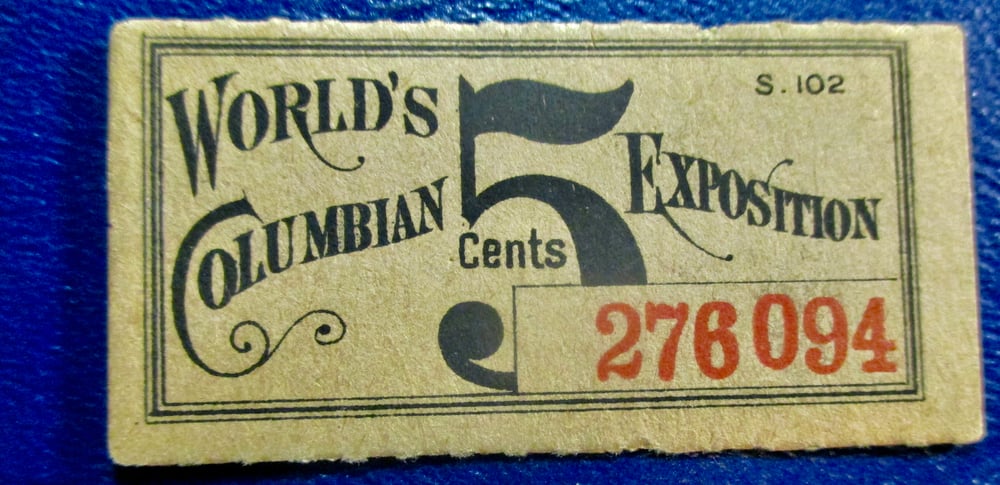 WORLD'S
COLUMBIAN
5
Cents
EXPOSITION
S. 102
276094